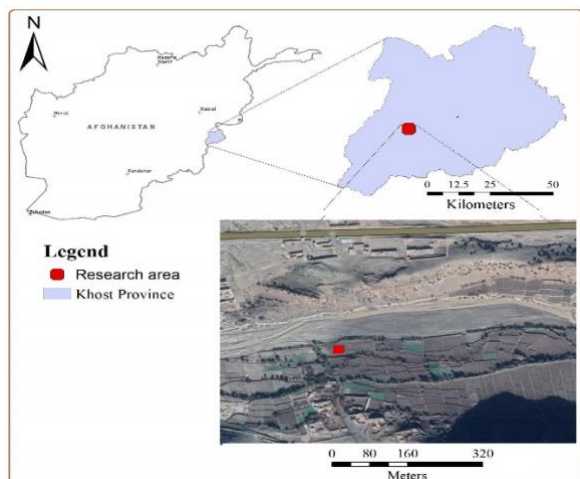 N
AFGHANISTAN
Kabul
Kandahar
0 12.5 25 50
Kilometers
Legend
Research area
Khost Province
0 80 160 320
Meters